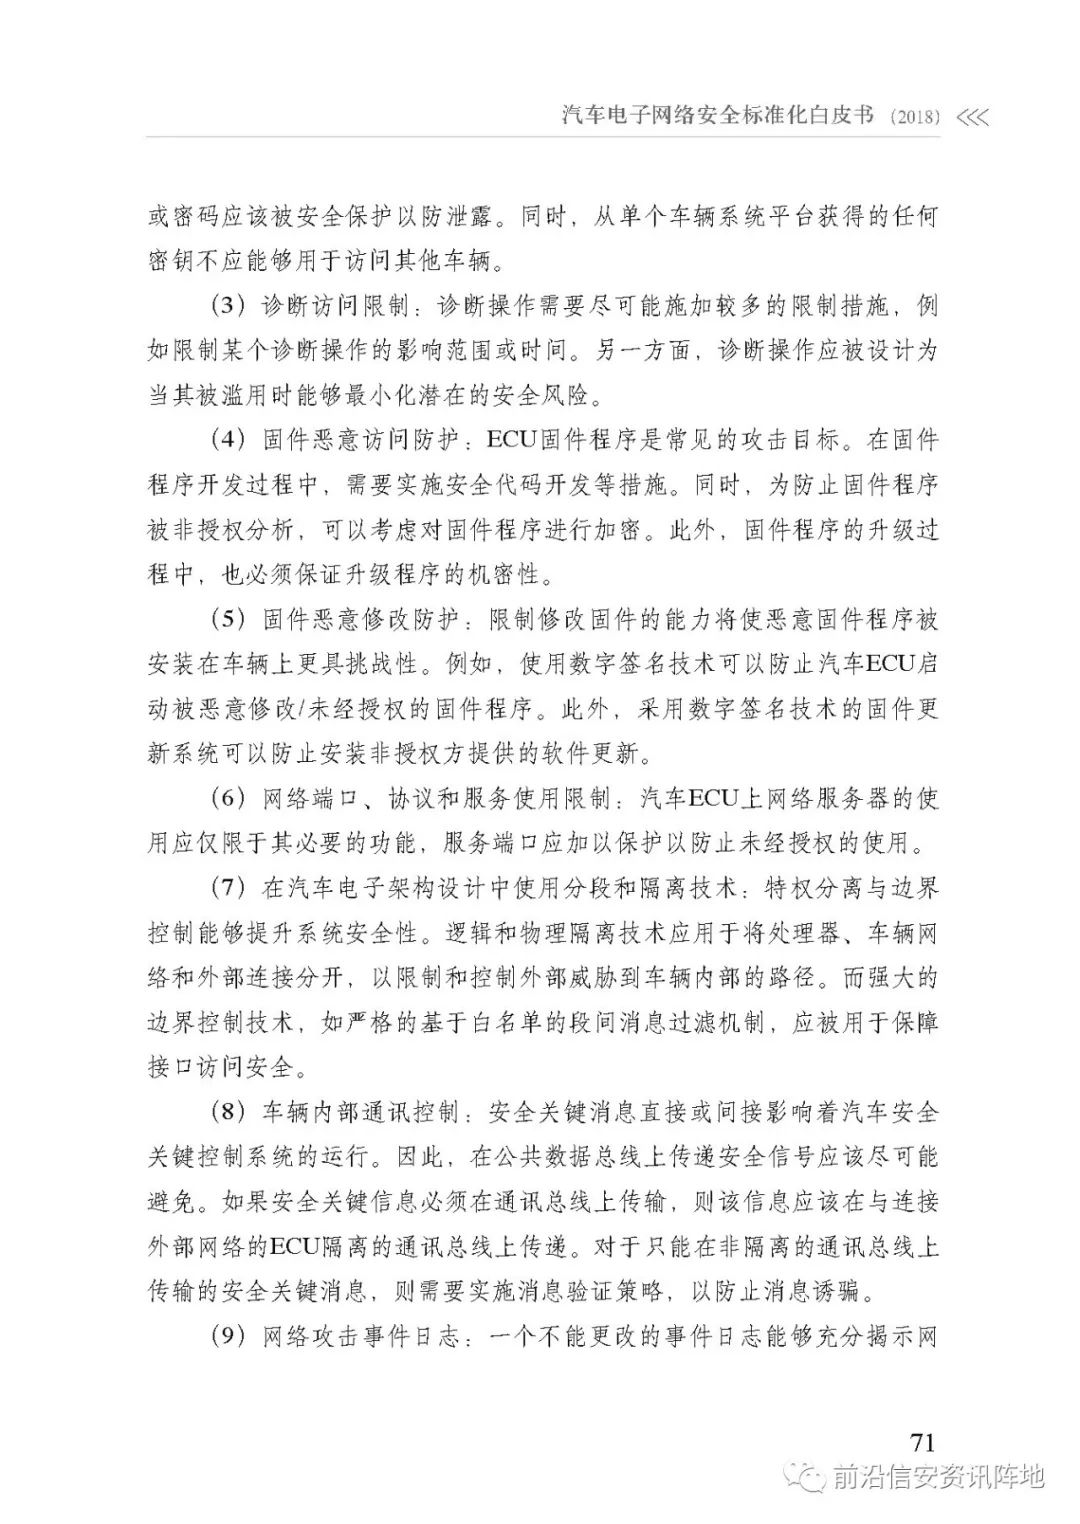 汽车电子网络安全标准化白皮书 (2018)
或密码应该被安全保护以防泄露。同时，从单个车辆系统平台获得的任何
密钥不应能够用于访问其他车辆。
（3）诊断访问限制：诊断操作需要尽可能施加较多的限制措施，例
如限制某个诊断操作的影响范围或时间。另一方面，诊断操作应被设计为
当其被滥用时能够最小化潜在的安全风险。
（4）固件恶意访问防护：ECU固件程序是常见的攻击目标。在固件
程序开发过程中，需要实施安全代码开发等措施。同时，为防止固件程序
被非授权分析，可以考虑对固件程序进行加密。此外，固件程序的升级过
程中，也必须保证升级程序的机密性。
（5）固件恶意修改防护：限制修改固件的能力将使恶意固件程序被
安装在车辆上更具挑战性。例如，使用数字签名技术可以防止汽车ECU启
动被恶意修改/未经授权的固件程序。此外，采用数字签名技术的固件更
新系统可以防止安装非授权方提供的软件更新。
（6）网络端口、协议和服务使用限制：汽车ECU上网络服务器的使
用应仅限于其必要的功能，服务端口应加以保护以防止未经授权的使用。
（7）在汽车电子架构设计中使用分段和隔离技术：特权分离与边界
控制能够提升系统安全性。逻辑和物理隔离技术应用于将处理器、车辆网
络和外部连接分开，以限制和控制外部威胁到车辆内部的路径。而强大的
边界控制技术，如严格的基于白名单的段间消息过滤机制，应被用于保障
接口访问安全。
（8）车辆内部通讯控制：安全关键消息直接或间接影响着汽车安全
关键控制系统的运行。因此，在公共数据总线上传递安全信号应该尽可能
避免。如果安全关键信息必须在通讯总线上传输，则该信息应该在与连接
外部网络的ECU隔离的通讯总线上传递。对于只能在非隔离的通讯总线上
传输的安全关键消息，则需要实施消息验证策略，以防止消息诱骗。
（9）网络攻击事件日志：一个不能更改的事件日志能够充分揭示网
71
前沿信安资讯阵地